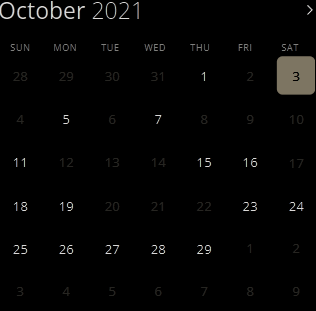 October 2021
SUN MON TUE WED THU FRI SAT
28 29 30 31 1 2 3
4 5 6 7 8 9 10
11 12 13 14 15 16 17
18 19 20 21 22 23 24
25 26 27 28 29 1 2
3 4 5 6 7 8 9